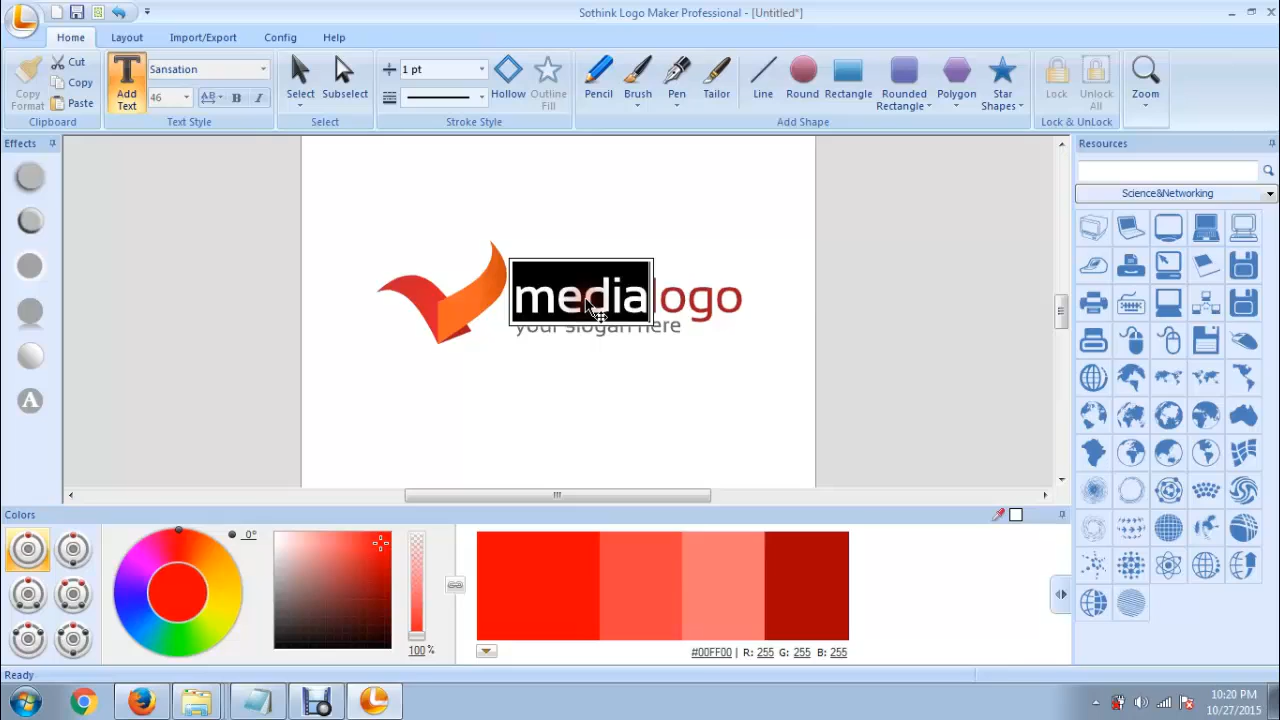 Sothink Logo Maker Professional - [Untitled*]
Home
Layout
Import/Export
Config
Help
Copy Format
Cut
Copy
Paste
Clipboard
Add Text
Sansation
46
AB
B
I
Text Style
Select
Subselect
Select
1 pt
Hollow
Outline Fill
Stroke Style
Pencil
Brush
Pen
Tailor
Line
Round
Rectangle
Rounded Rectangle
Polygon
Star Shapes
Add Shape
Lock
Unlock All
Lock & UnLock
Zoom
Effects
A
medialogo
your slogan here
Resources
Science&Networking
Colors
0°
100 %
#00FF00 | R: 255 G: 255 B: 255
Ready
10:20 PM
10/27/2015